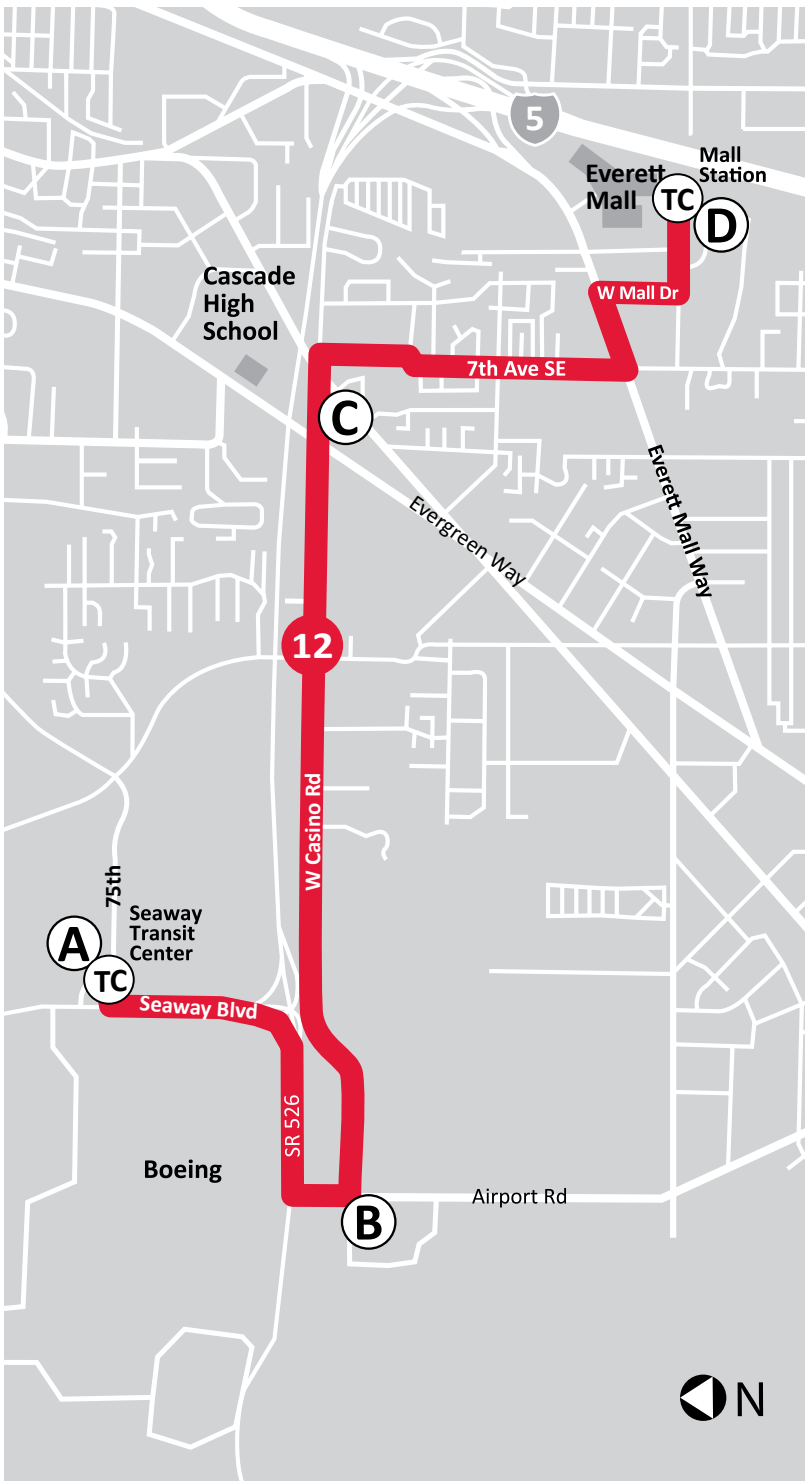 5
Mall
Station
Everett
Mall
TC
D
W Mall Dr
Cascade
High
School
7th Ave SE
C
Everett Mall Way
Evergreen Way
12
W Casino Rd
75th
Seaway
Transit
Center
A
TC
Seaway Blvd
SR 526
Boeing
Airport Rd
B
N